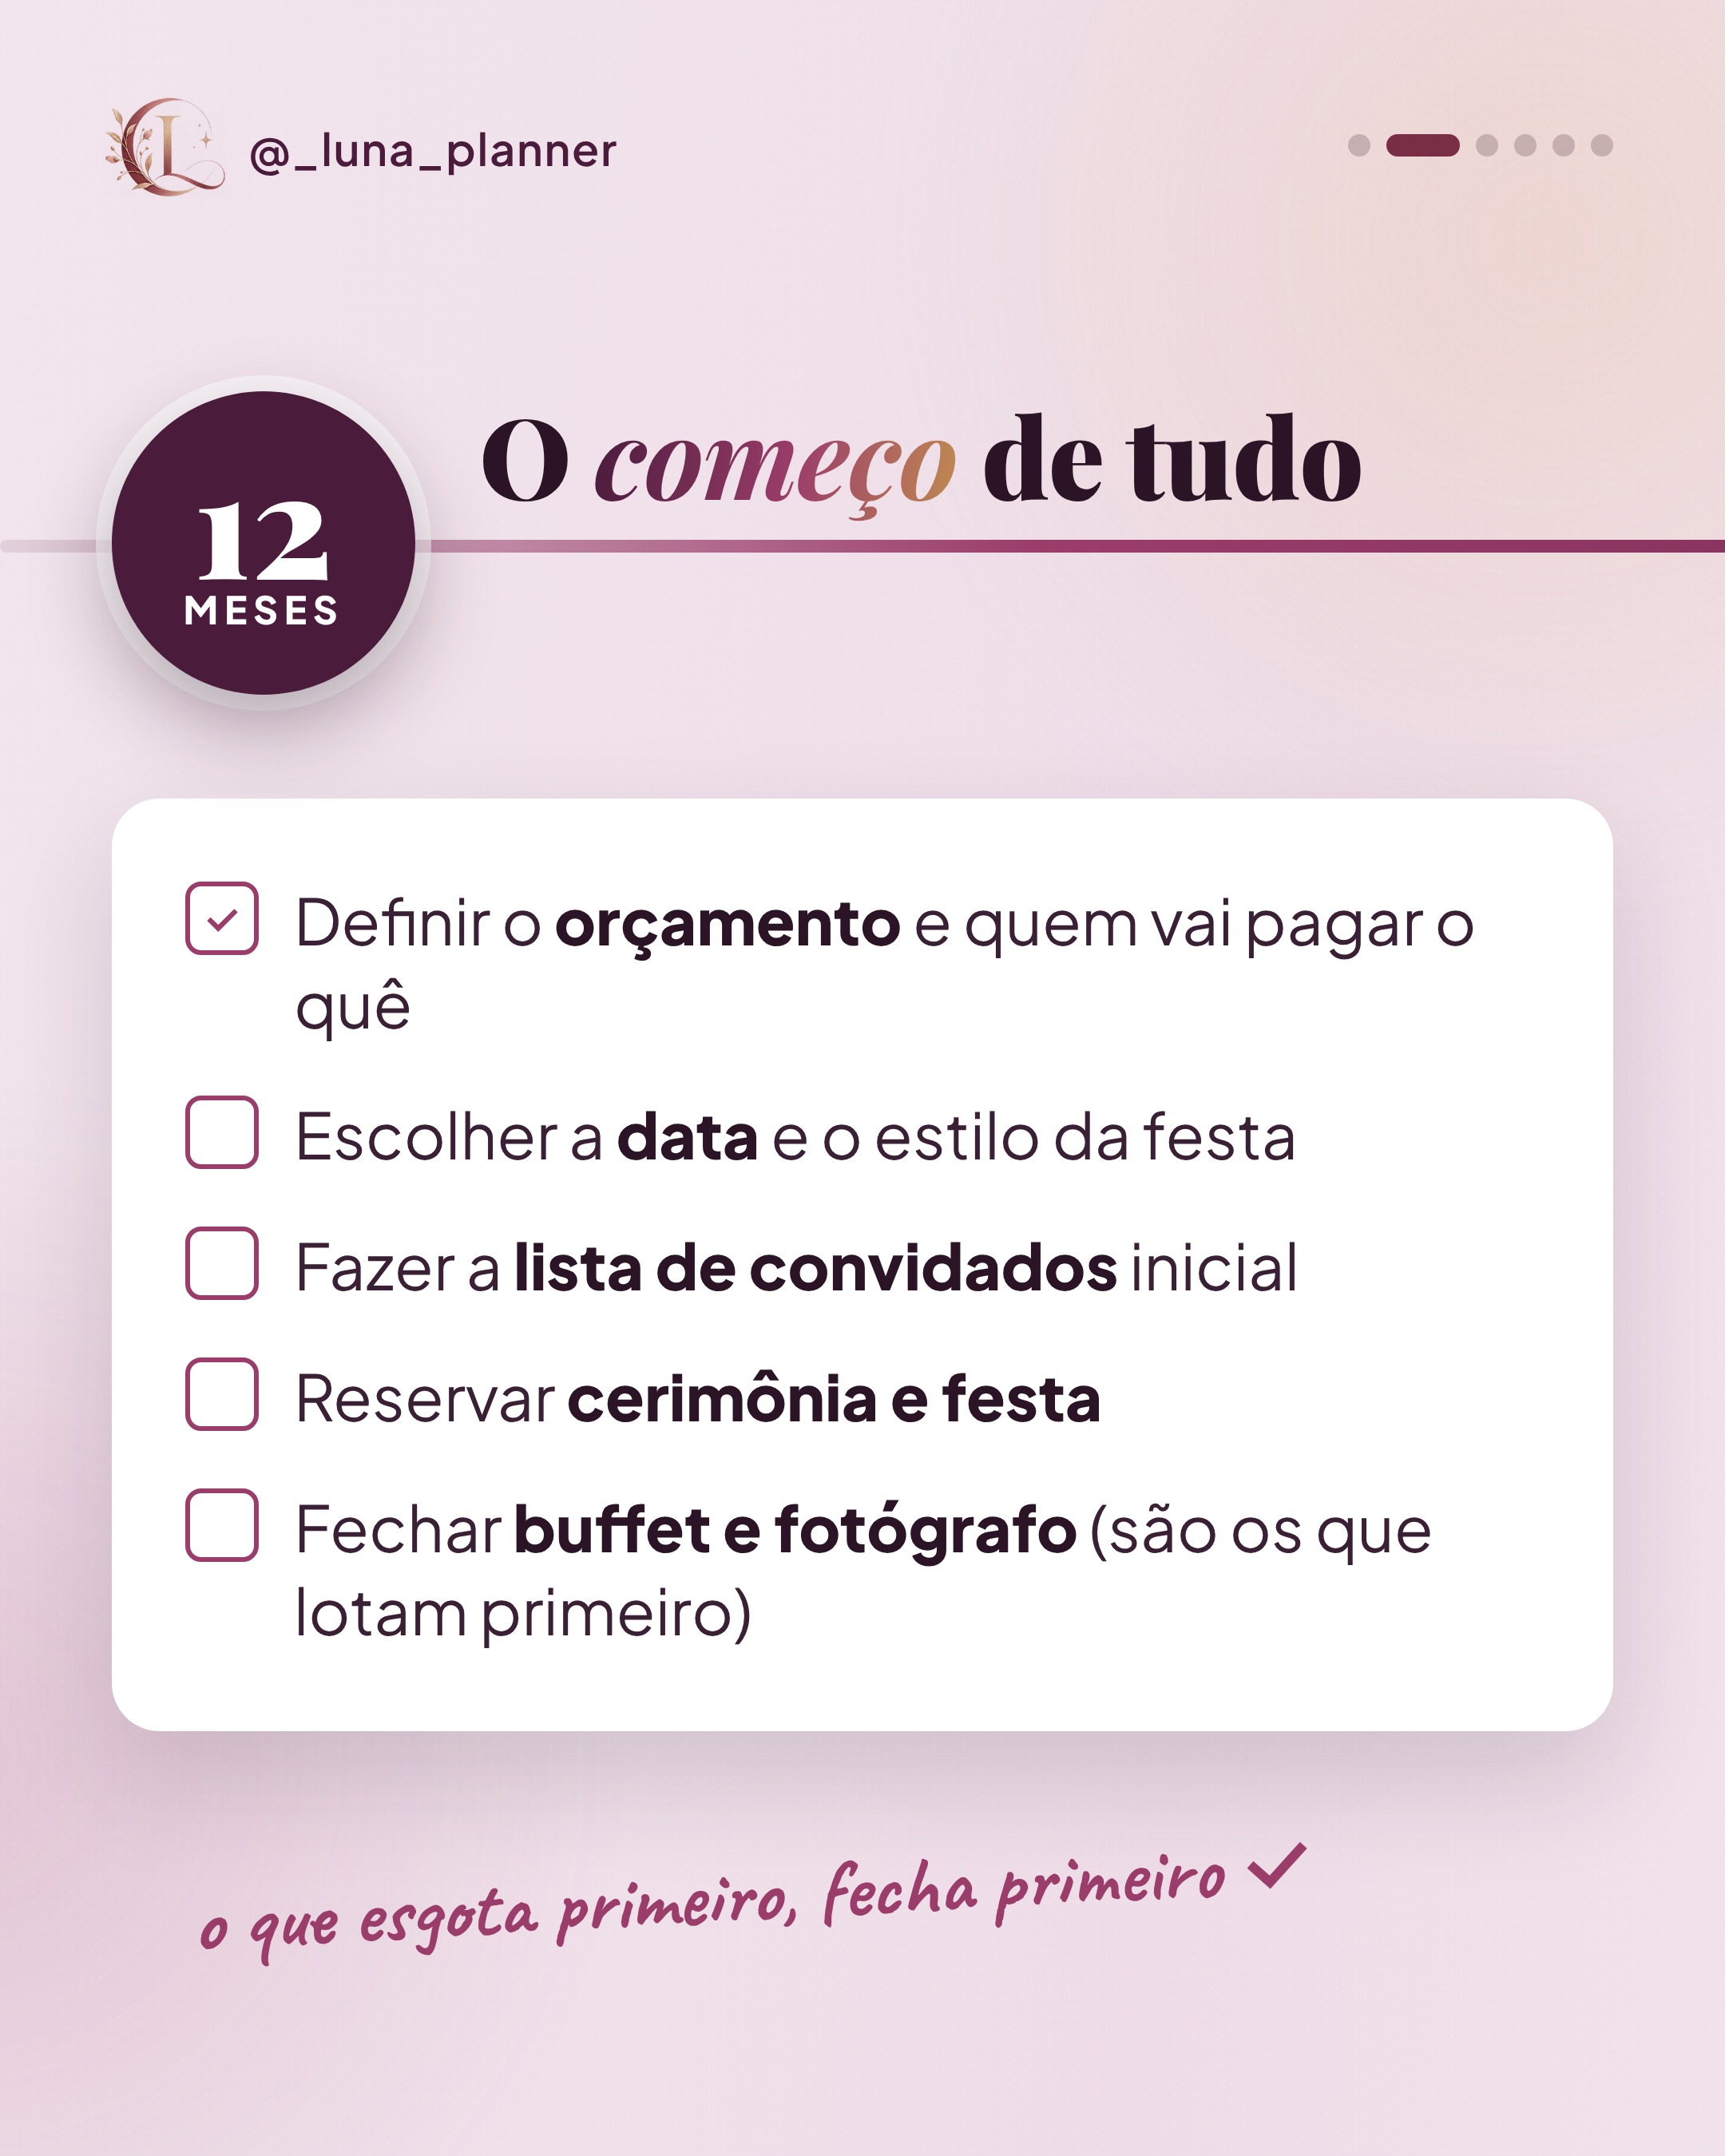 L
@_luna_planner
O começo de tudo
12
MESES
Definir o orçamento e quem vai pagar o
quê
Escolher a data e o estilo da festa
Fazer a lista de convidados inicial
Reservar cerimônia e festa
Fechar buffet e fotógrafo (são os que
lotam primeiro)
o que esgota primeiro, fecha primeiro ✓